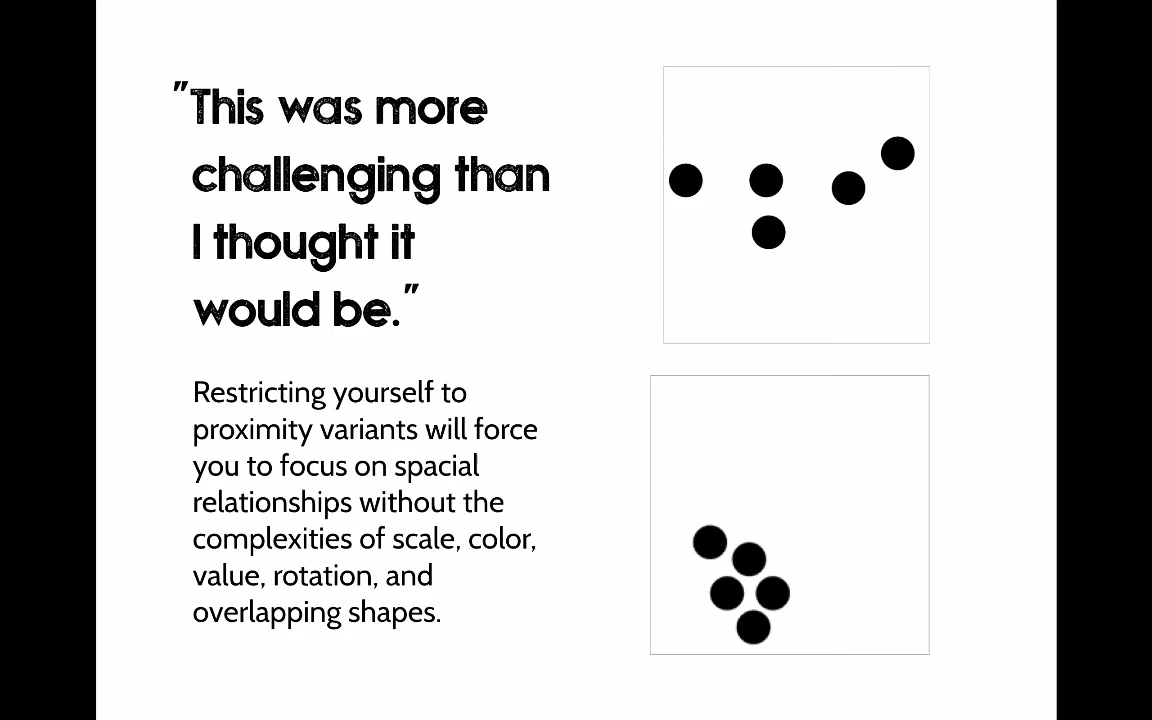 "This was more
challenging than
I thought it
would be."
Restricting yourself to
proximity variants will force
you to focus on spacial
relationships without the
complexities of scale, color,
value, rotation, and
overlapping shapes.